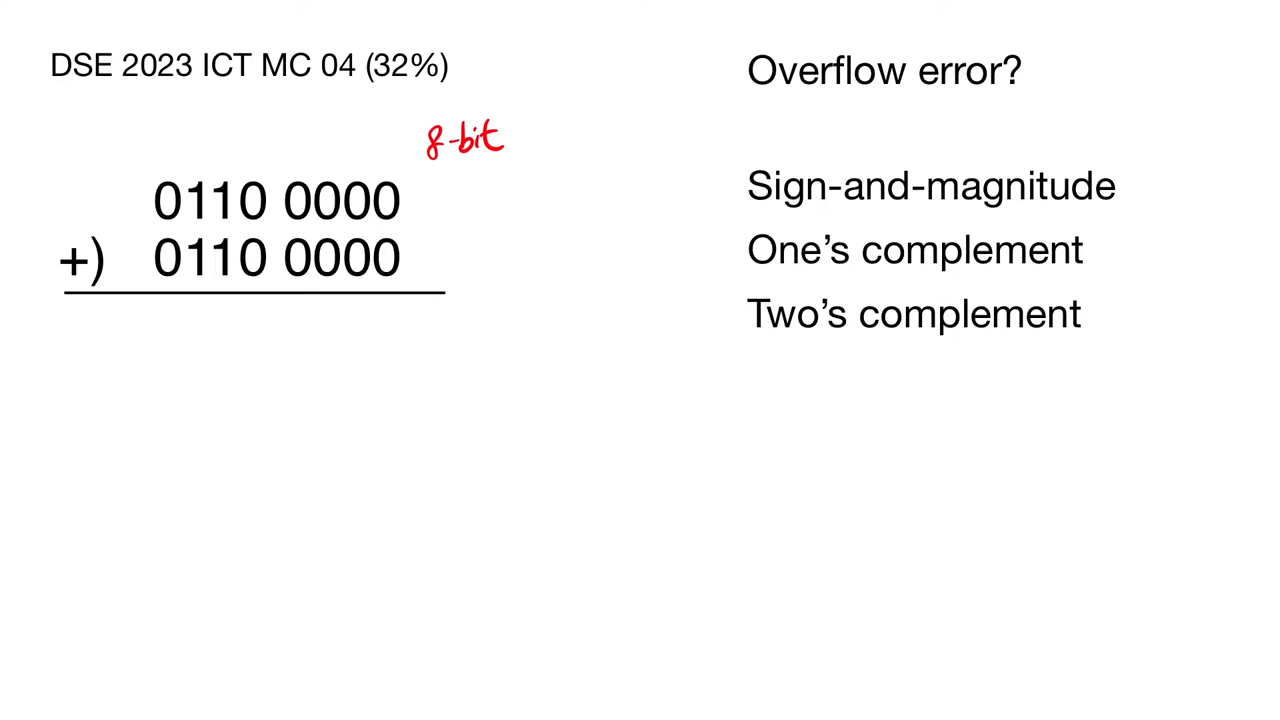 DSE 2023 ICT MC 04 (32%)
8-bit
0110 0000
+) 0110 0000
Overflow error?
Sign-and-magnitude
One’s complement
Two’s complement